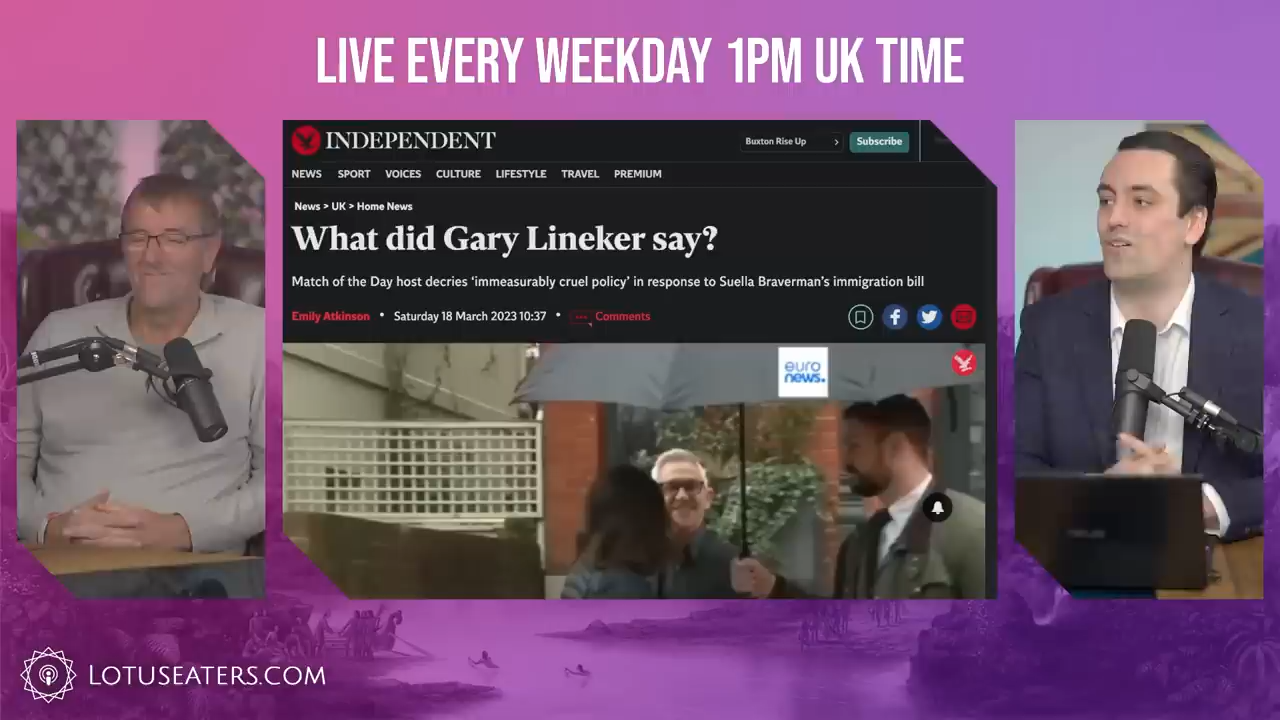 LIVE EVERY WEEKDAY 1PM UK TIME
INDEPENDENT
Buxton Rise Up
Subscribe
NEWS SPORT VOICES CULTURE LIFESTYLE TRAVEL PREMIUM
News > UK > Home News
What did Gary Lineker say?
Match of the Day host decries ‘immeasurably cruel policy’ in response to Suella Braverman’s immigration bill
Emily Atkinson • Saturday 18 March 2023 10:37 • Comments
euro
news.
LOTUSEATERS.COM